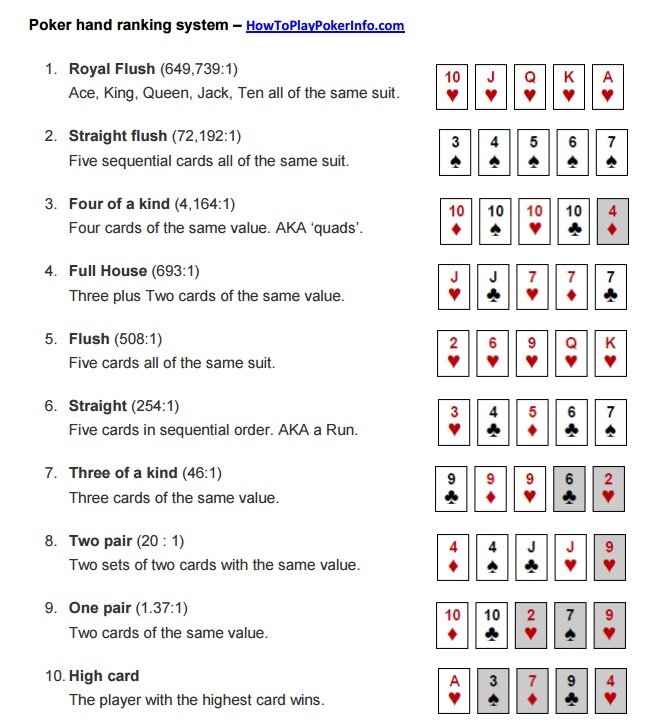 Poker hand ranking system – HowToPlayPokerInfo.com
1. Royal Flush (649,739:1)
10 J Q K A
Ace, King, Queen, Jack, Ten all of the same suit.
2. Straight flush (72,192:1)
3 4 5 6 7
Five sequential cards all of the same suit.
3. Four of a kind (4,164:1)
10 10 10 10 4
Four cards of the same value. AKA ‘quads’.
4. Full House (693:1)
J J 7 7 7
Three plus Two cards of the same value.
5. Flush (508:1)
2 6 9 Q K
Five cards all of the same suit.
6. Straight (254:1)
3 4 5 6 7
Five cards in sequential order. AKA a Run.
7. Three of a kind (46:1)
9 9 9 6 2
Three cards of the same value.
8. Two pair (20 : 1)
4 4 J J 9
Two sets of two cards with the same value.
9. One pair (1.37:1)
10 10 2 7 9
Two cards of the same value.
10. High card
A 3 7 9 4
The player with the highest card wins.